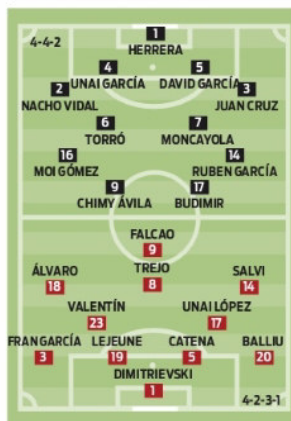 4-4-2
1
HERRERA
4 5
UNAI GARCÍA DAVID GARCÍA
2 3
NACHO VIDAL JUAN CRUZ
6 7
TORRÓ MONCAYOLA
16 14
MOI GÓMEZ RUBEN GARCÍA
9 17
CHIMY ÁVILA BUDIMIR
FALCAO
9
ÁLVARO TREJO SALVI
18 8 14
VALENTÍN UNAI LÓPEZ
23 17
FRAN GARCÍA LEJEUNE CATENA BALLIU
3 19 5 20
DIMITRIEVSKI
1
4-2-3-1